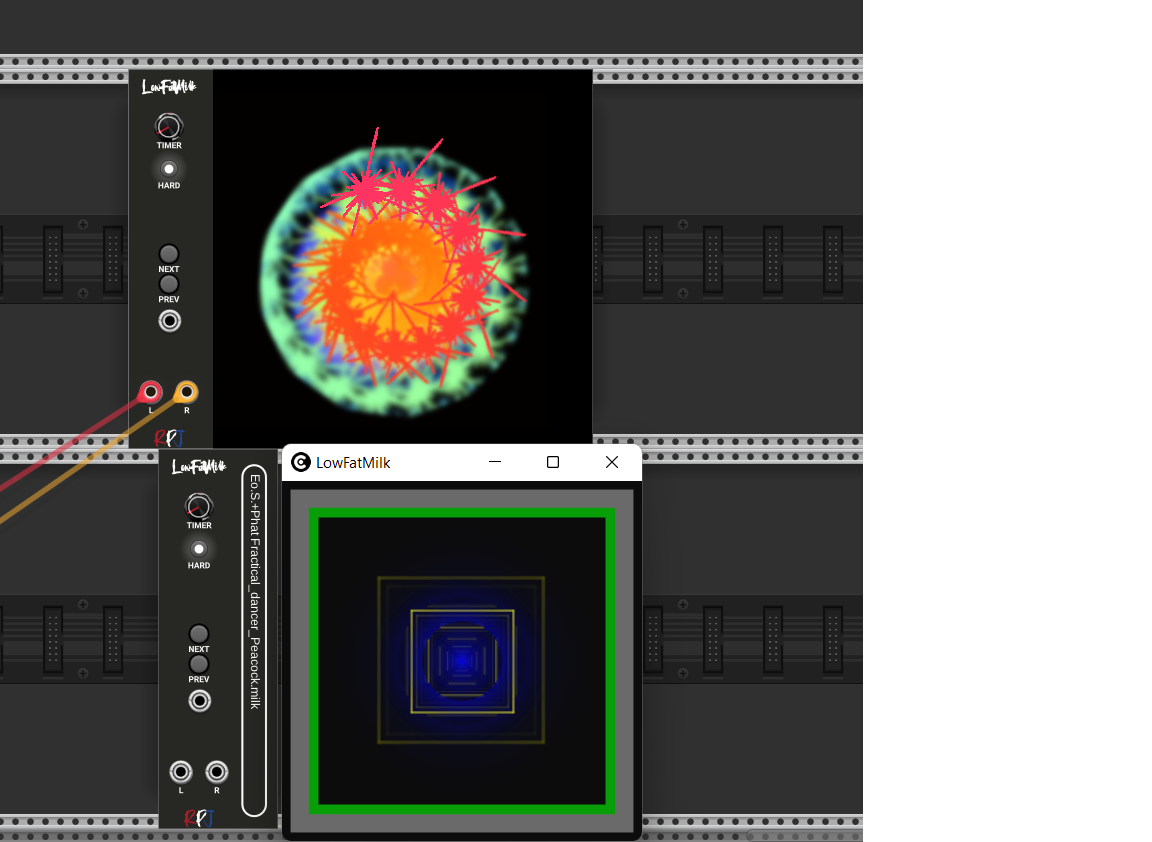 LowFatMilk
TIMER
HARD
NEXT
PREV
L R
RPJ
LowFatMilk
TIMER
HARD
NEXT
PREV
L R
RPJ
Eo.S.+Phat Fractical_dancer_Peacock.milk
LowFatMilk